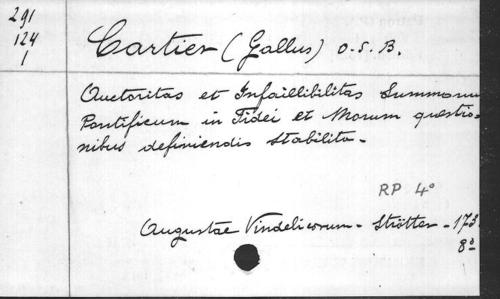 291
124
1
Cartier (Gallus) O.S.B.
Auctoritas et Infaillibilitas Summorum
Pontificum in Fidei et Morum questio-
nibus definiendis stabilita-
RP 4°
Augustae Vindelicorum - Strötter - 173
8°